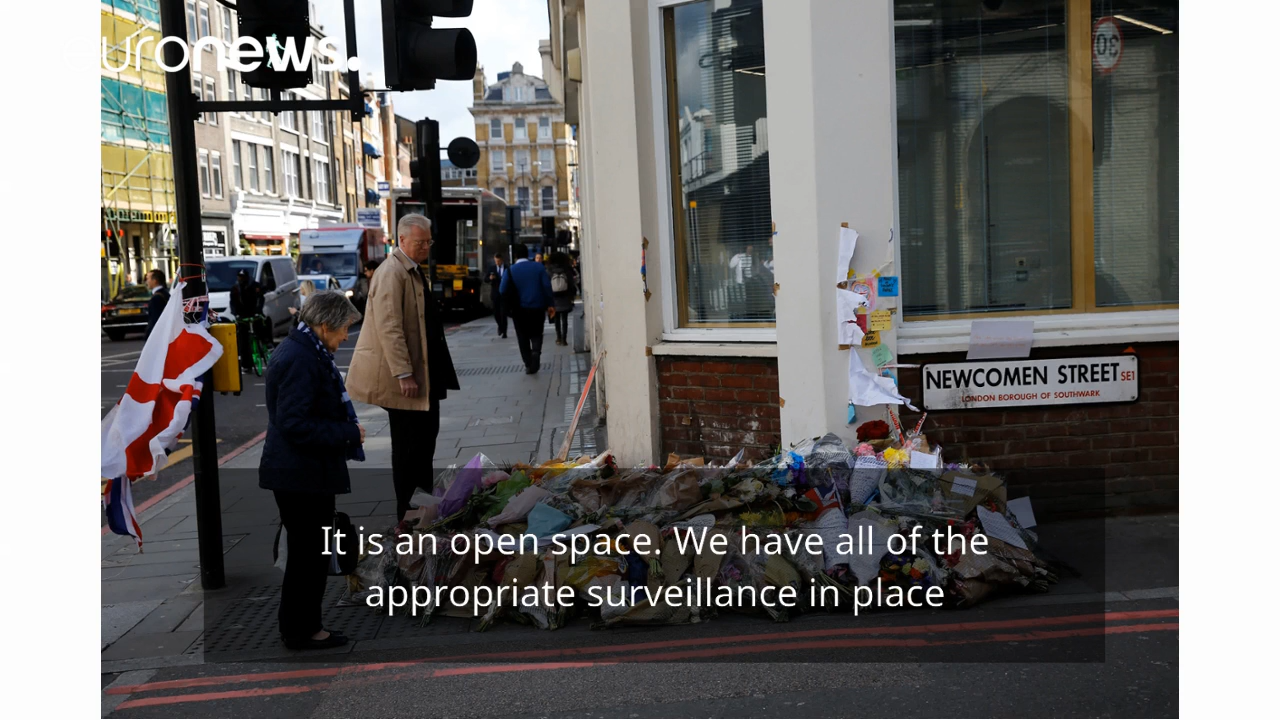 euronews.
30
NEWCOMEN STREET SE1
LONDON BOROUGH OF SOUTHWARK
It is an open space. We have all of the
appropriate surveillance in place